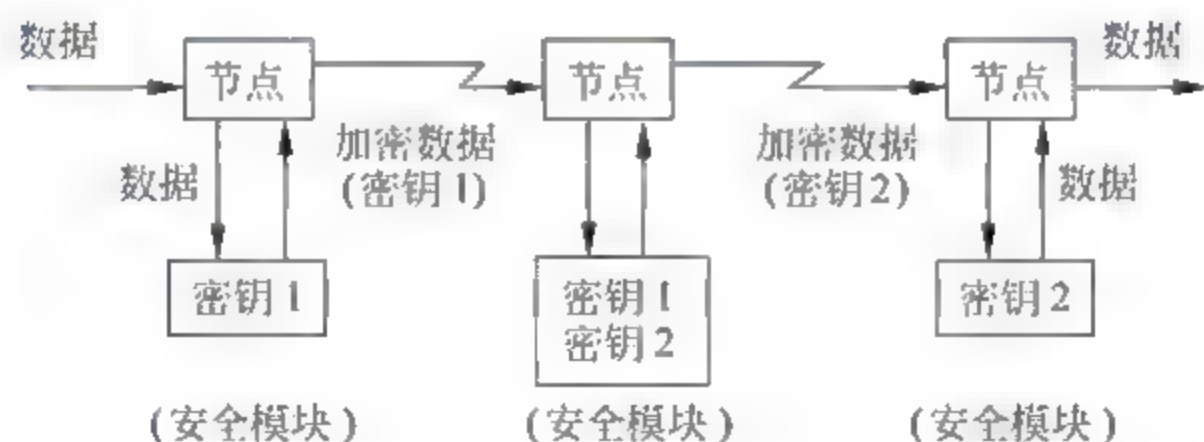 数据
节点
节点
节点
数据
数据
加密数据
(密钥1)
加密数据
(密钥2)
数据
密钥1
密钥1
密钥2
密钥2
(安全模块)
(安全模块)
(安全模块)